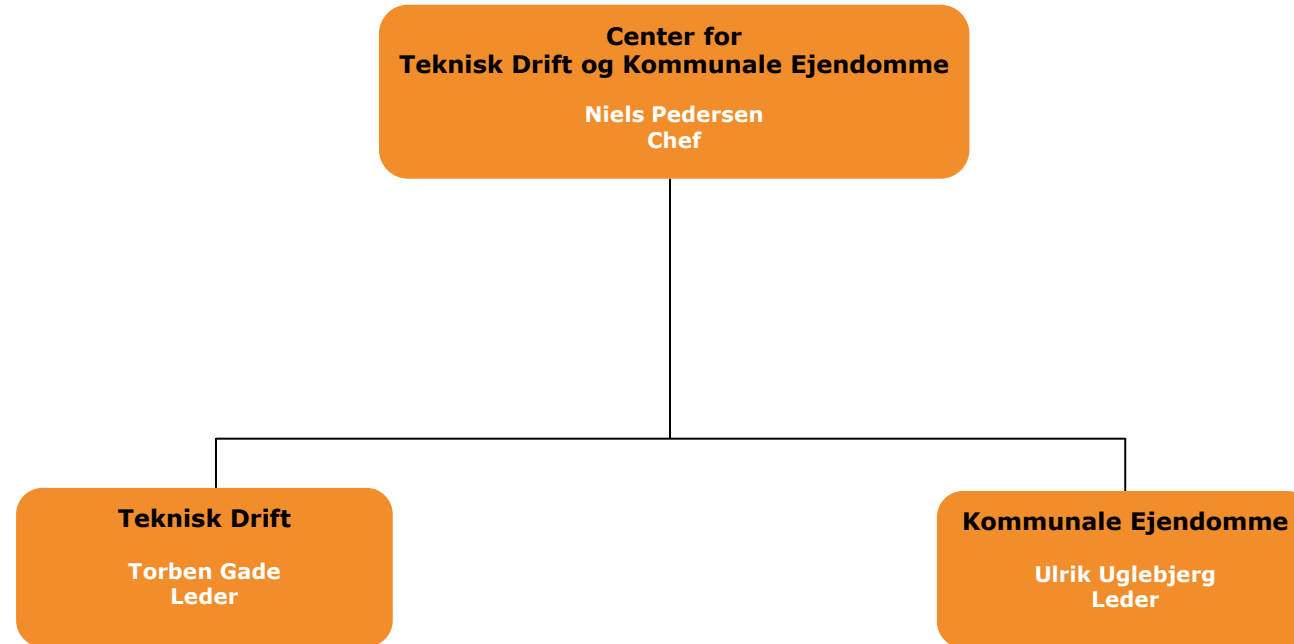 Center for
Teknisk Drift og Kommunale Ejendomme
Niels Pedersen
Chef
Teknisk Drift
Torben Gade
Leder
Kommunale Ejendomme
Ulrik Uglebjerg
Leder